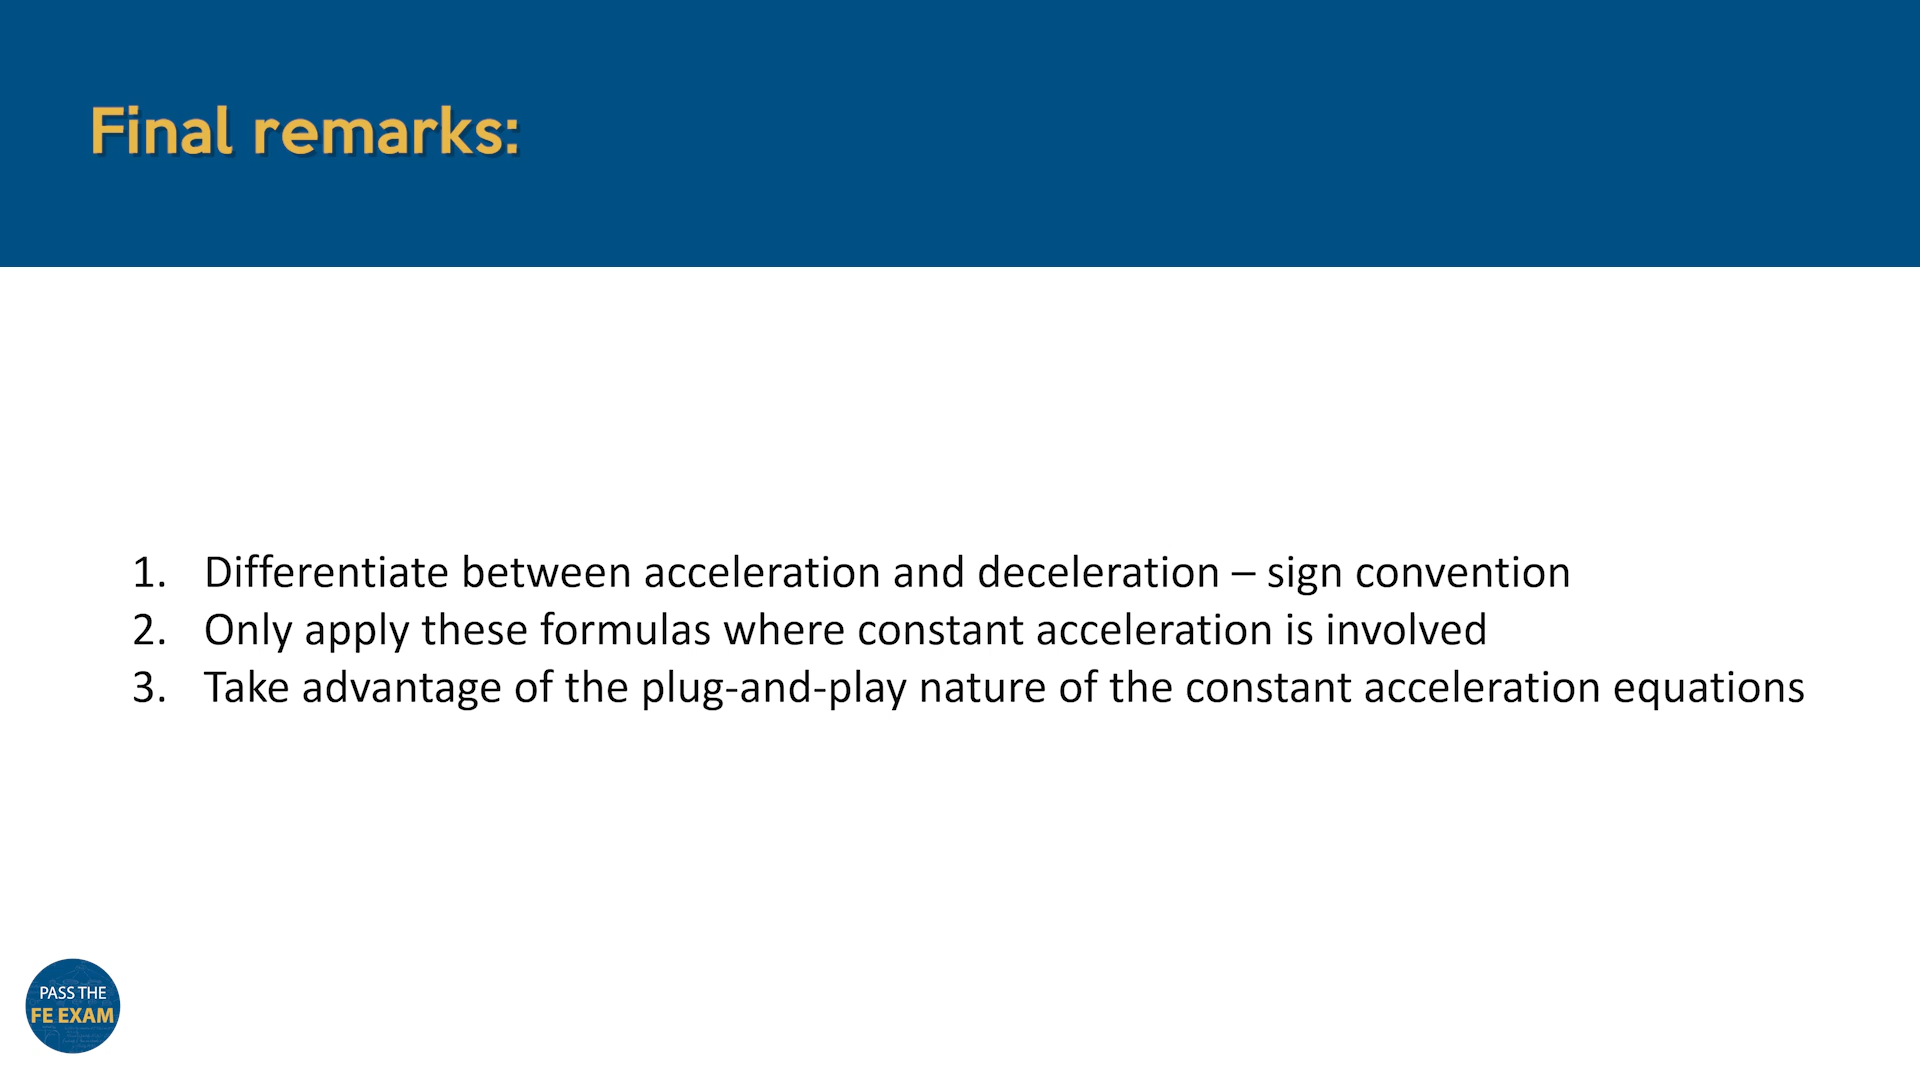 Final remarks:
1. Differentiate between acceleration and deceleration – sign convention
2. Only apply these formulas where constant acceleration is involved
3. Take advantage of the plug-and-play nature of the constant acceleration equations
PASS THE
FE EXAM